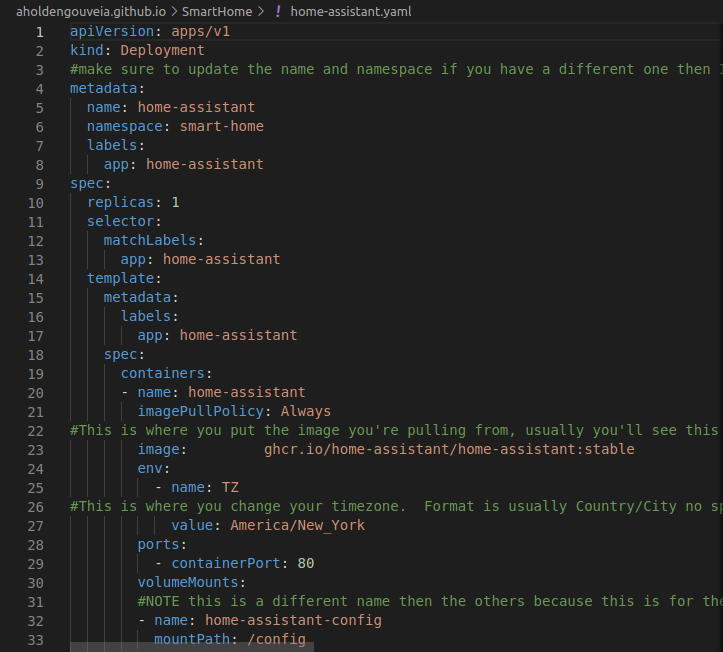 aholdengouveia.github.io > SmartHome > ! home-assistant.yaml
1 apiVersion: apps/v1
2 kind: Deployment
3 #make sure to update the name and namespace if you have a different one then
4 metadata:
5   name: home-assistant
6   namespace: smart-home
7   labels:
8     app: home-assistant
9 spec:
10   replicas: 1
11   selector:
12     matchLabels:
13       app: home-assistant
14   template:
15     metadata:
16       labels:
17         app: home-assistant
18     spec:
19       containers:
20       - name: home-assistant
21         imagePullPolicy: Always
22 #This is where you put the image you're pulling from, usually you'll see this
23         image:         ghcr.io/home-assistant/home-assistant:stable
24         env:
25           - name: TZ
26 #This is where you change your timezone.  Format is usually Country/City no
27             value: America/New_York
28         ports:
29           - containerPort: 80
30         volumeMounts:
31         #NOTE this is a different name then the others because this is for the
32         - name: home-assistant-config
33           mountPath: /config